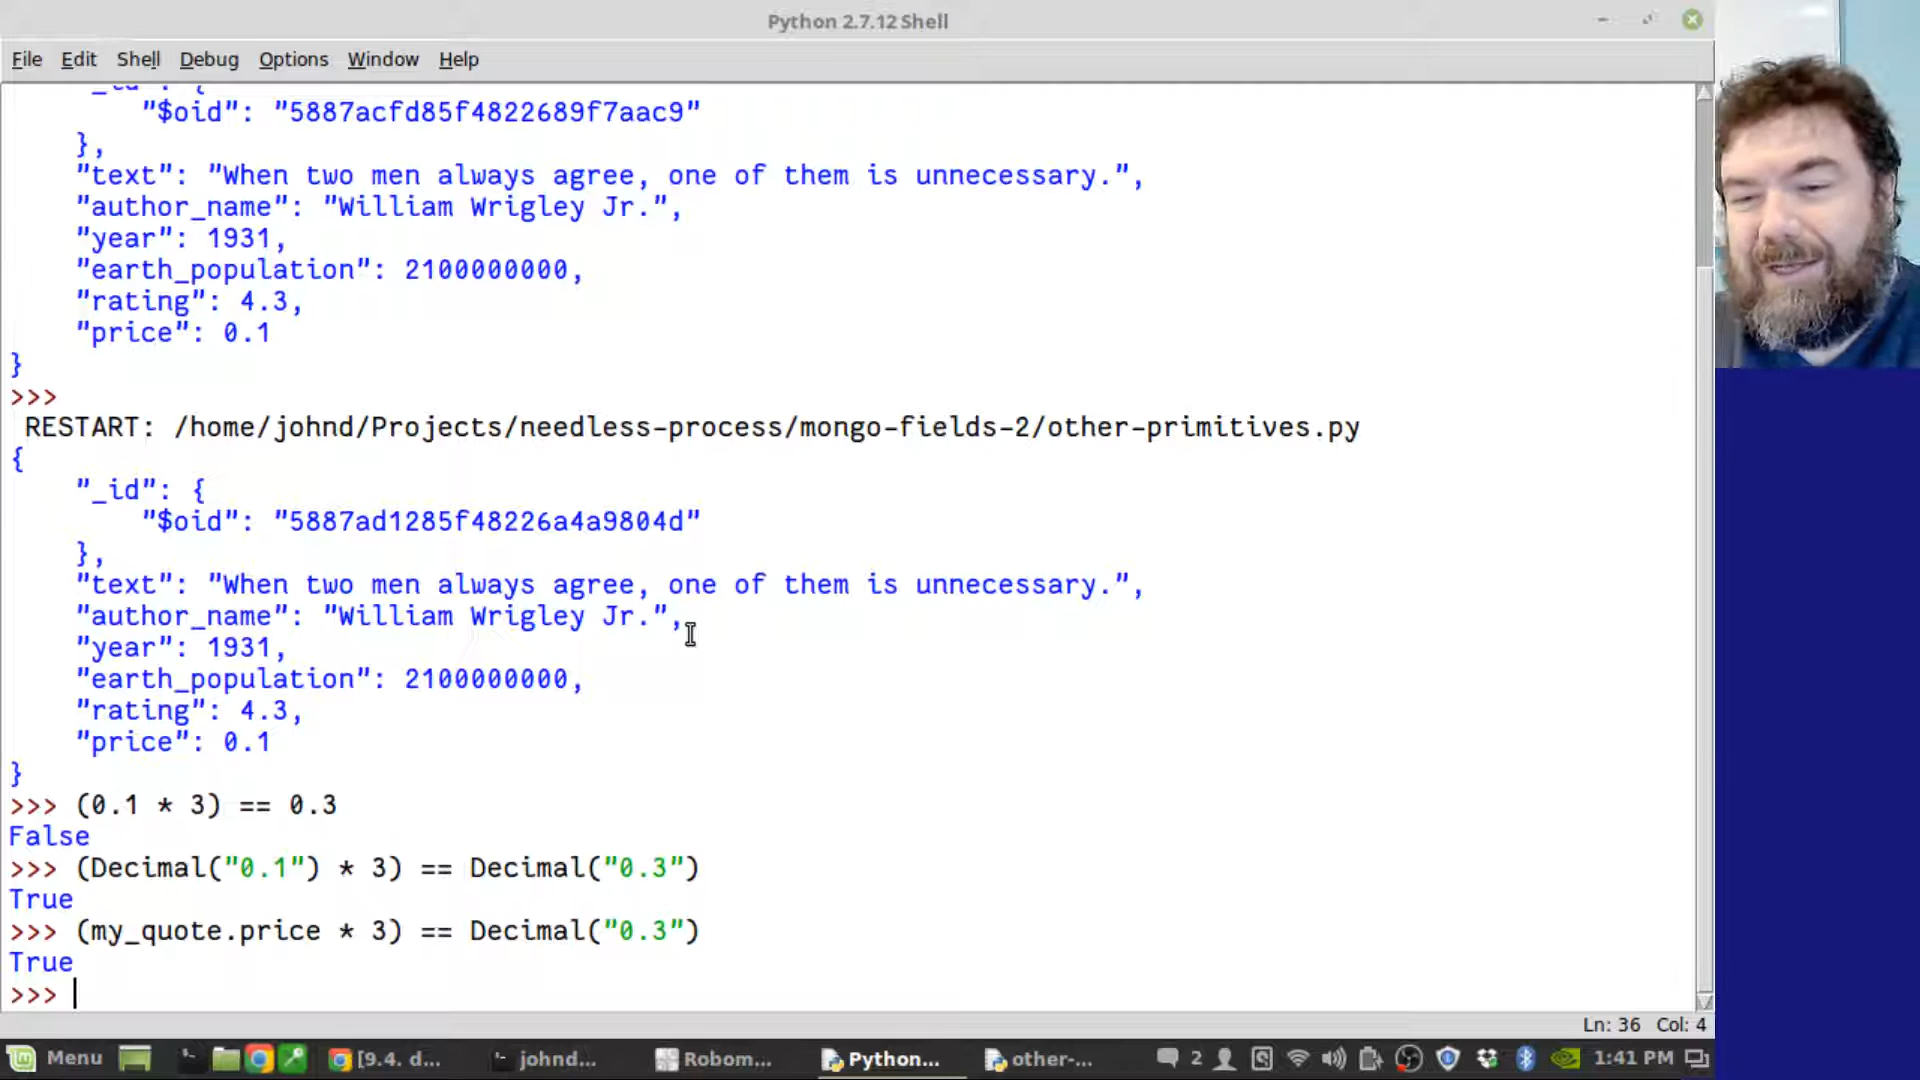 Python 2.7.12 Shell
File Edit Shell Debug Options Window Help
"_id": {
"$oid": "5887acfd85f4822689f7aac9"
},
"text": "When two men always agree, one of them is unnecessary.",
"author_name": "William Wrigley Jr.",
"year": 1931,
"earth_population": 2100000000,
"rating": 4.3,
"price": 0.1
}
>>>
RESTART: /home/johnd/Projects/needless-process/mongo-fields-2/other-primitives.py
{
"_id": {
"$oid": "5887ad1285f48226a4a9804d"
},
"text": "When two men always agree, one of them is unnecessary.",
"author_name": "William Wrigley Jr.",
"year": 1931,
"earth_population": 2100000000,
"rating": 4.3,
"price": 0.1
}
>>> (0.1 * 3) == 0.3
False
>>> (Decimal("0.1") * 3) == Decimal("0.3")
True
>>> (my_quote.price * 3) == Decimal("0.3")
True
>>>
Ln: 36 Col: 4
Menu [9.4. d... johnd... Robom... Python... other-... 2 1:41 PM